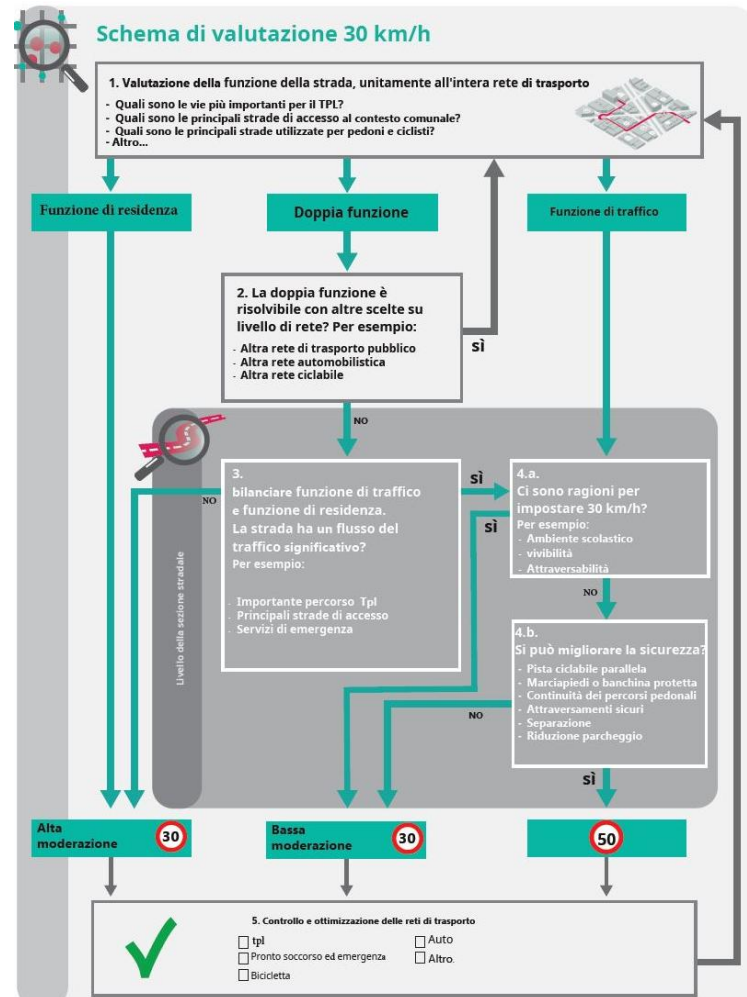 Schema di valutazione 30 km/h
1. Valutazione della funzione della strada, unitamente all'intera rete di trasporto
- Quali sono le vie più importanti per il TPL?
- Quali sono le principali strade di accesso al contesto comunale?
- Quali sono le principali strade utilizzate per pedoni e ciclisti?
- Altro...
Funzione di residenza
Doppia funzione
Funzione di traffico
2. La doppia funzione è
risolvibile con altre scelte su
livello di rete? Per esempio:
- Altra rete di trasporto pubblico
- Altra rete automobilistica
- Altra rete ciclabile
sì
NO
Livello della sezione stradale
3.
bilanciare funzione di traffico
e funzione di residenza.
La strada ha un flusso del
traffico significativo?
Per esempio:
- Importante percorso Tpl
- Principali strade di accesso
- Servizi di emergenza
NO
sì
sì
4.a.
Ci sono ragioni per
impostare 30 km/h?
Per esempio:
- Ambiente scolastico
- vivibilità
- Attraversabilità
NO
4.b.
Si può migliorare la sicurezza?
- Pista ciclabile parallela
- Marciapiedi o banchina protetta
- Continuità dei percorsi pedonali
- Attraversamenti sicuri
- Separazione
- Riduzione parcheggio
NO
sì
Alta
moderazione
30
Bassa
moderazione
30
50
5. Controllo e ottimizzazione delle reti di trasporto
tpl
Pronto soccorso ed emergenza
Bicicletta
Auto
Altro.